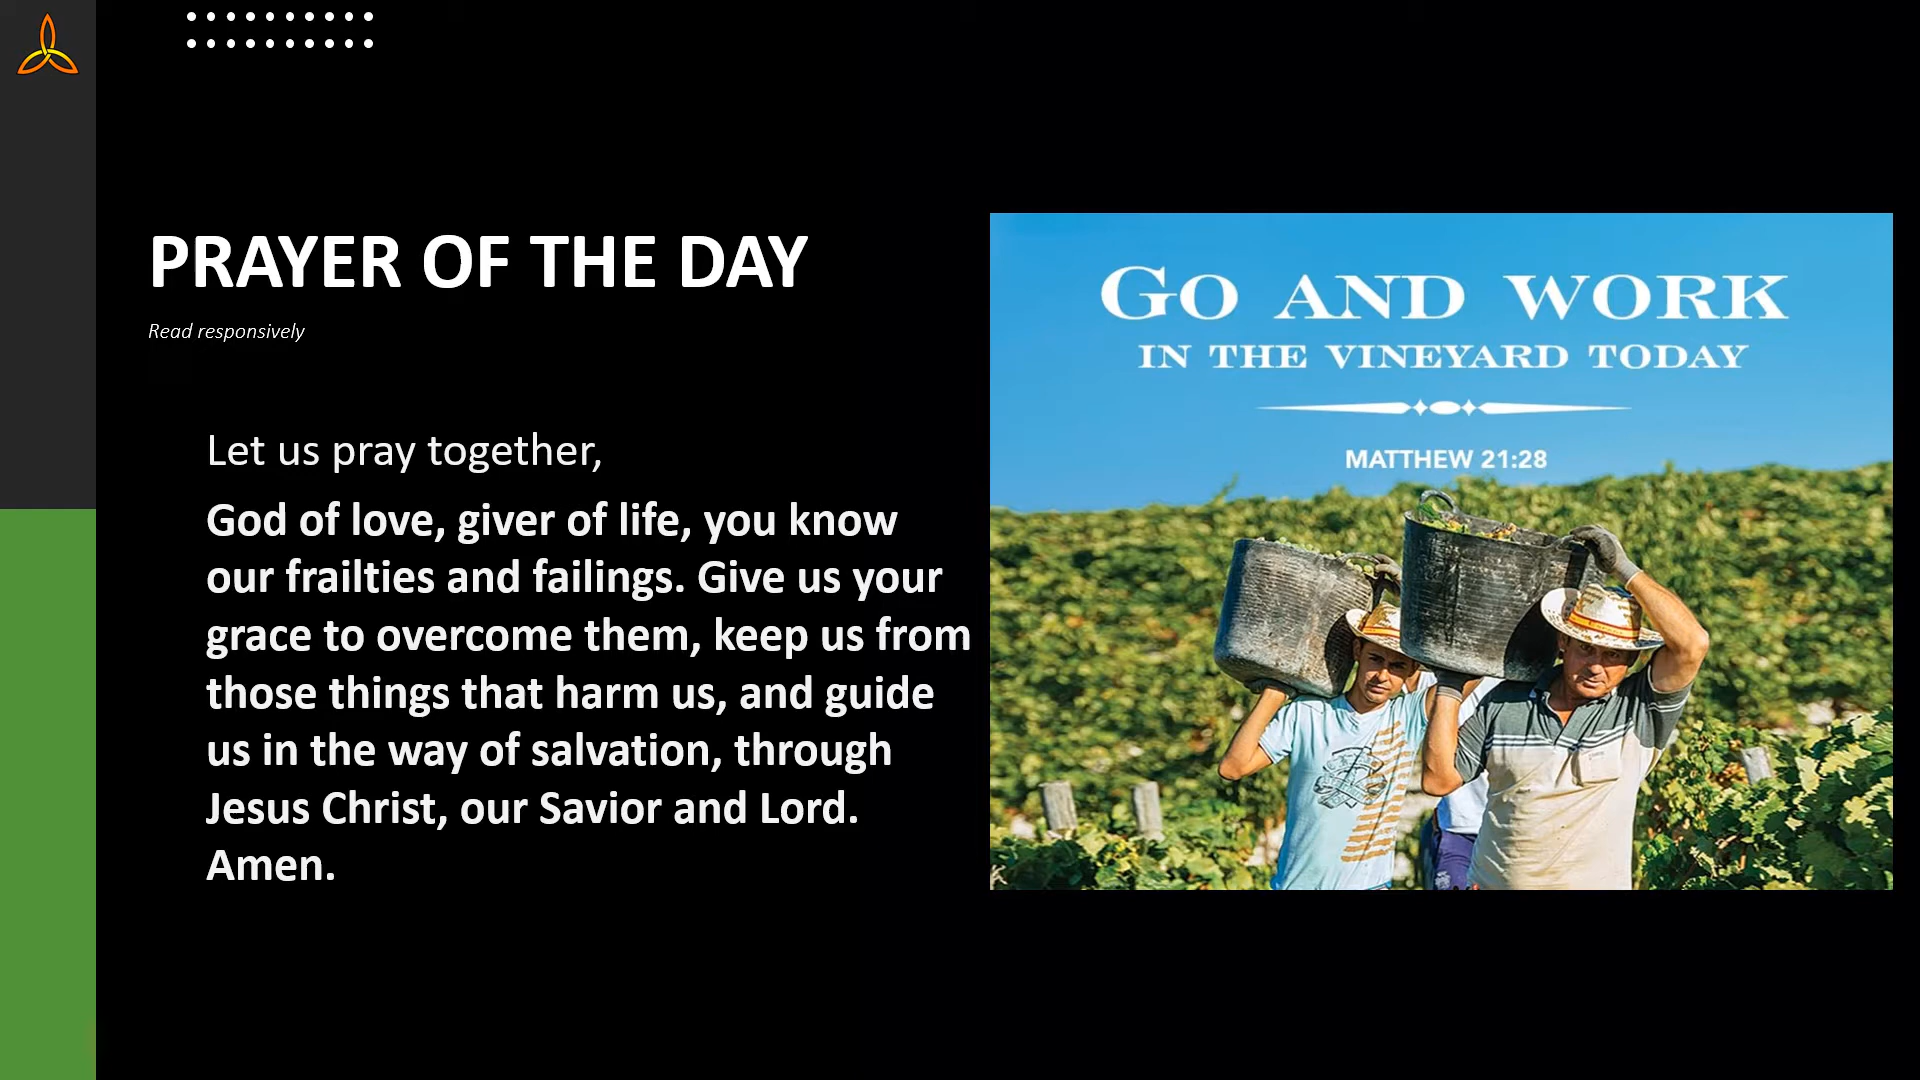 PRAYER OF THE DAY
Read responsively
Let us pray together,
God of love, giver of life, you know
our frailties and failings. Give us your
grace to overcome them, keep us from
those things that harm us, and guide
us in the way of salvation, through
Jesus Christ, our Savior and Lord.
Amen.
GO AND WORK
IN THE VINEYARD TODAY
MATTHEW 21:28